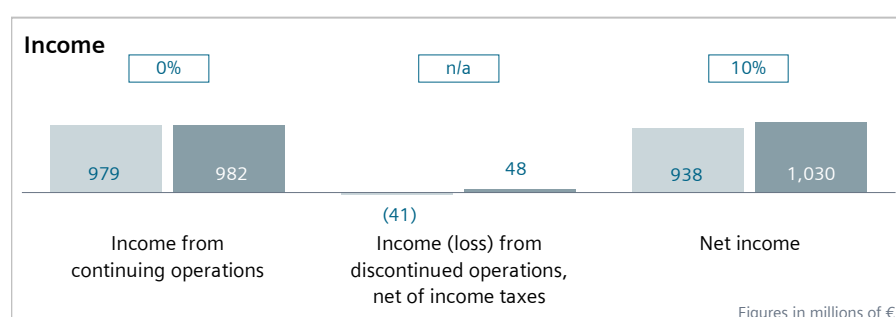 Income
0%
n/a
10%
979
982
(41)
48
938
1,030
Income from
continuing operations
Income (loss) from
discontinued operations,
net of income taxes
Net income
Figures in millions of €